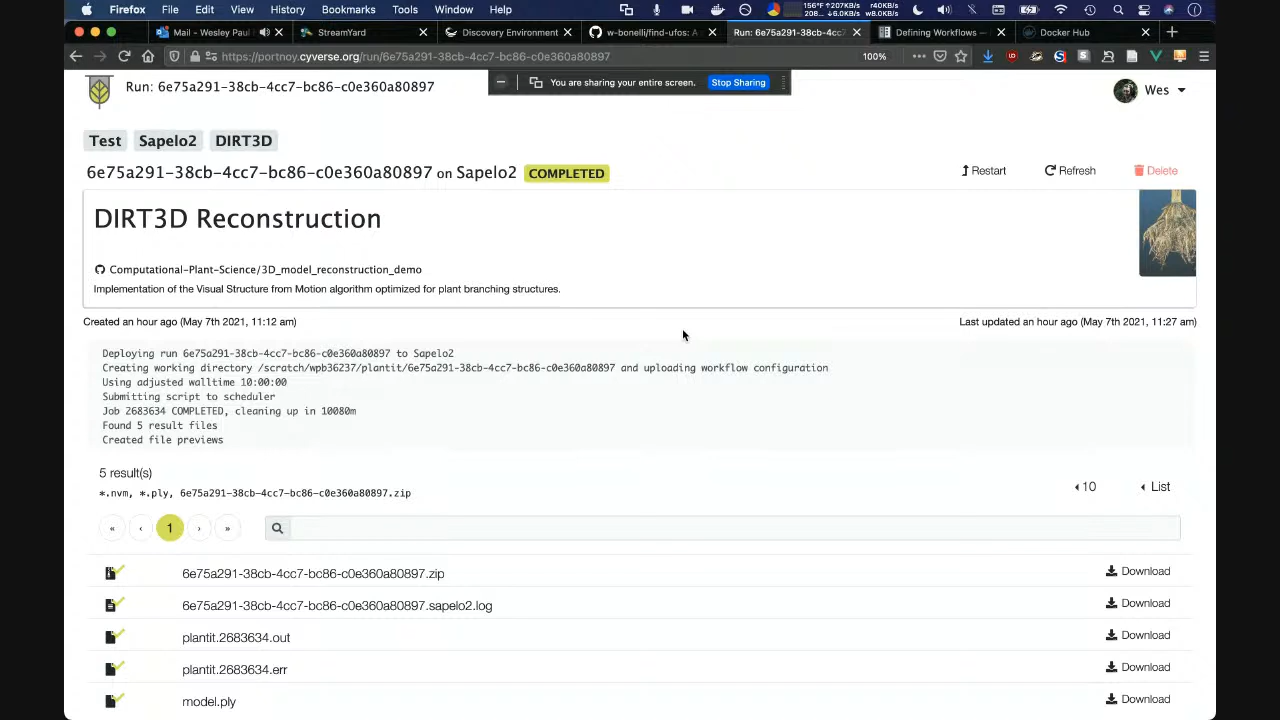 Firefox File Edit View History Bookmarks Tools Window Help
156°F↑207KB/s ↑40KB/s
208... ↓6.0KB/s ↓8.0KB/s
Mail - Wesley Paul StreamYard Discovery Environment w-bonelli/find-ufos: A Run: 6e75a291-38cb-4cc7-bc86- Defining Workflows — Docker Hub
https://portnoy.cyverse.org/run/6e75a291-38cb-4cc7-bc86-c0e360a80897 100%
You are sharing your entire screen. Stop Sharing
Run: 6e75a291-38cb-4cc7-bc86-c0e360a80897 Wes
Test Sapelo2 DIRT3D
6e75a291-38cb-4cc7-bc86-c0e360a80897 on Sapelo2 COMPLETED Restart Refresh Delete
DIRT3D Reconstruction
Computational-Plant-Science/3D_model_reconstruction_demo
Implementation of the Visual Structure from Motion algorithm optimized for plant branching structures.
Created an hour ago (May 7th 2021, 11:12 am) Last updated an hour ago (May 7th 2021, 11:27 am)
Deploying run 6e75a291-38cb-4cc7-bc86-c0e360a80897 to Sapelo2
Creating working directory /scratch/wpb36237/plantit/6e75a291-38cb-4cc7-bc86-c0e360a80897 and uploading workflow configuration
Using adjusted walltime 10:00:00
Submitting script to scheduler
Job 2683634 COMPLETED, cleaning up in 10080m
Found 5 result files
Created file previews
5 result(s)
*.nvm, *.ply, 6e75a291-38cb-4cc7-bc86-c0e360a80897.zip 10 List
« ‹ 1 › »
6e75a291-38cb-4cc7-bc86-c0e360a80897.zip Download
6e75a291-38cb-4cc7-bc86-c0e360a80897.sapelo2.log Download
plantit.2683634.out Download
plantit.2683634.err Download
model.ply Download